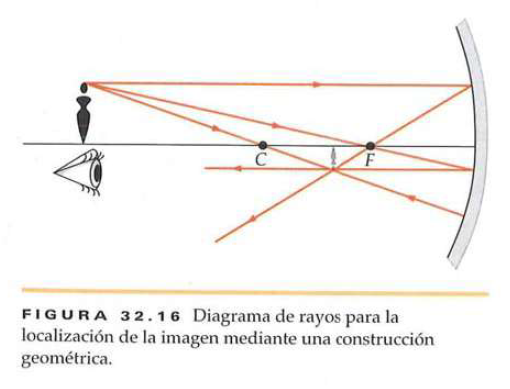 C
F
FIGURA 32.16 Diagrama de rayos para la
localización de la imagen mediante una construcción
geométrica.